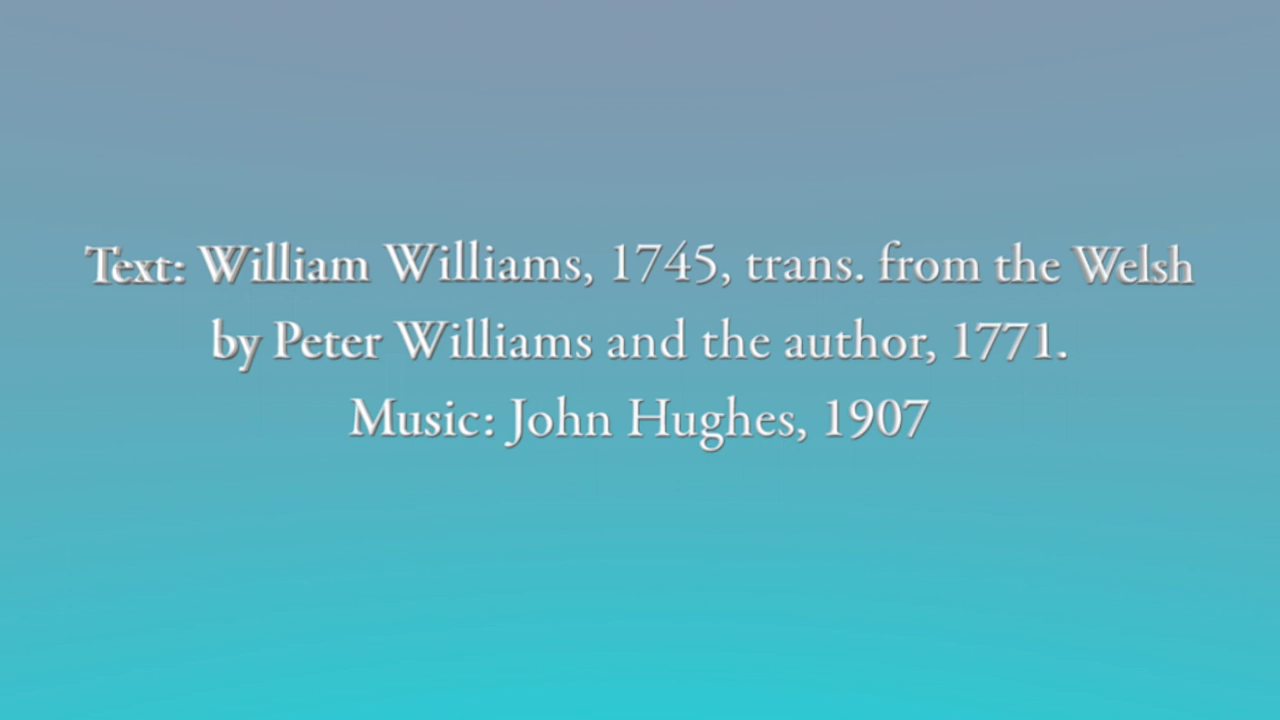 Text: William Williams, 1745, trans. from the Welsh
by Peter Williams and the author, 1771.
Music: John Hughes, 1907